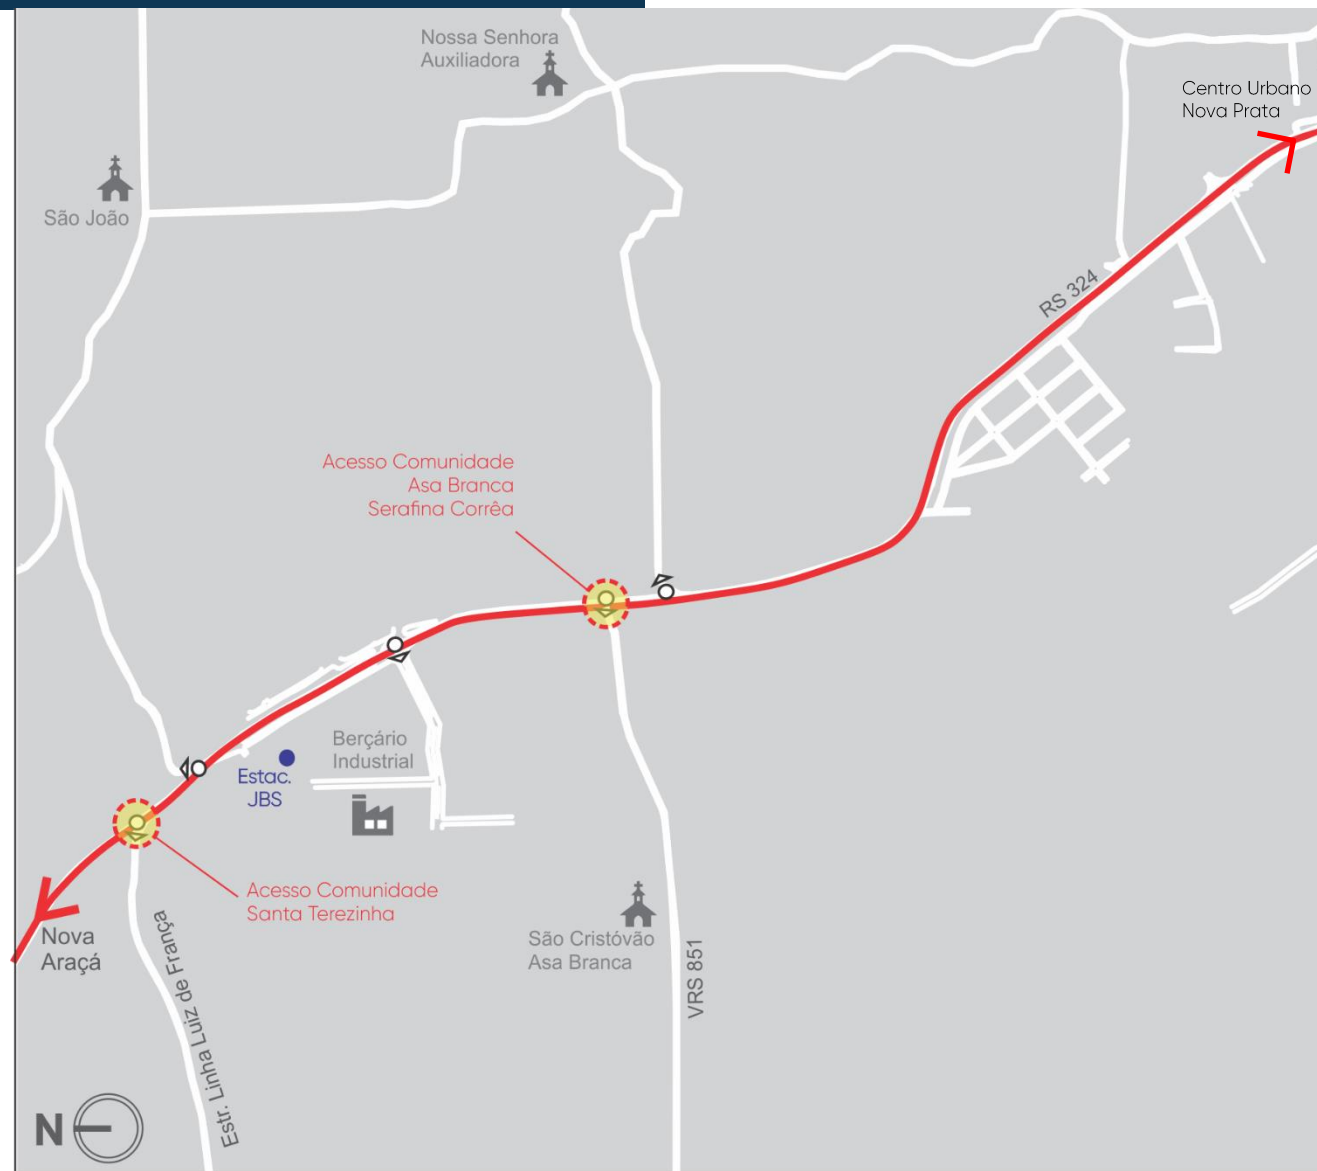 Nossa Senhora
Auxiliadora
Centro Urbano
Nova Prata
São João
RS 324
Acesso Comunidade
Asa Branca
Serafina Corrêa
Berçário
Industrial
Estac.
JBS
Acesso Comunidade
Santa Terezinha
Nova
Araçá
Estr. Linha Luiz de França
São Cristóvão
Asa Branca
VRS 851
N